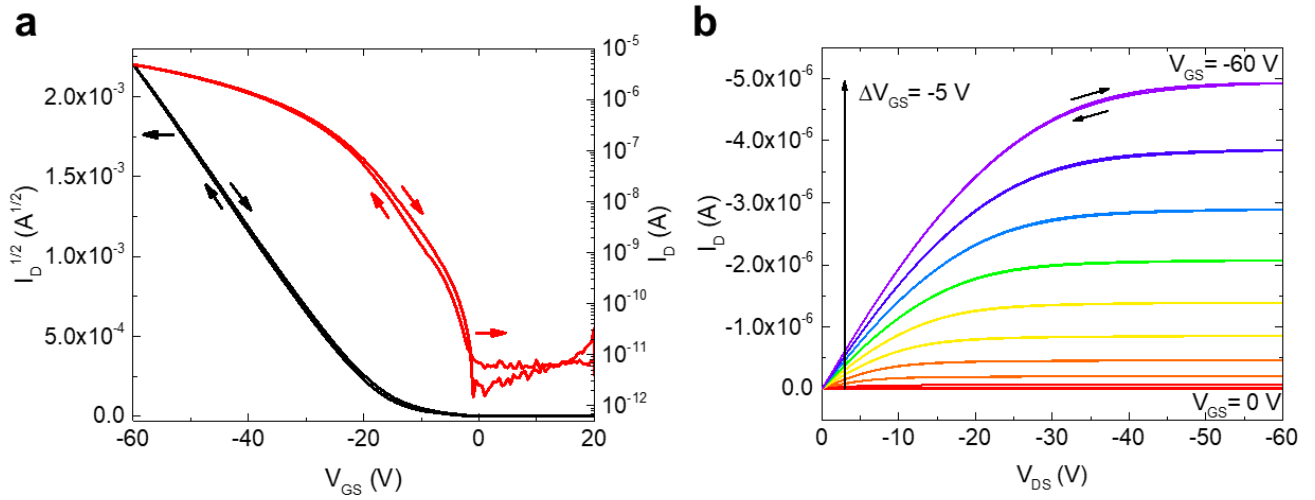 a
2.0x10⁻³
1.5x10⁻³
1.0x10⁻³
5.0x10⁻⁴
0.0
I_D^{1/2} (A^{1/2})
-60
-40
-20
0
20
V_GS (V)
10⁻⁵
10⁻⁶
10⁻⁷
10⁻⁸
10⁻⁹
10⁻¹⁰
10⁻¹¹
10⁻¹²
I_D (A)
b
-5.0x10⁻⁶
-4.0x10⁻⁶
-3.0x10⁻⁶
-2.0x10⁻⁶
-1.0x10⁻⁶
0.0
I_D (A)
V_GS= -60 V
ΔV_GS= -5 V
V_GS= 0 V
0
-10
-20
-30
-40
-50
-60
V_DS (V)